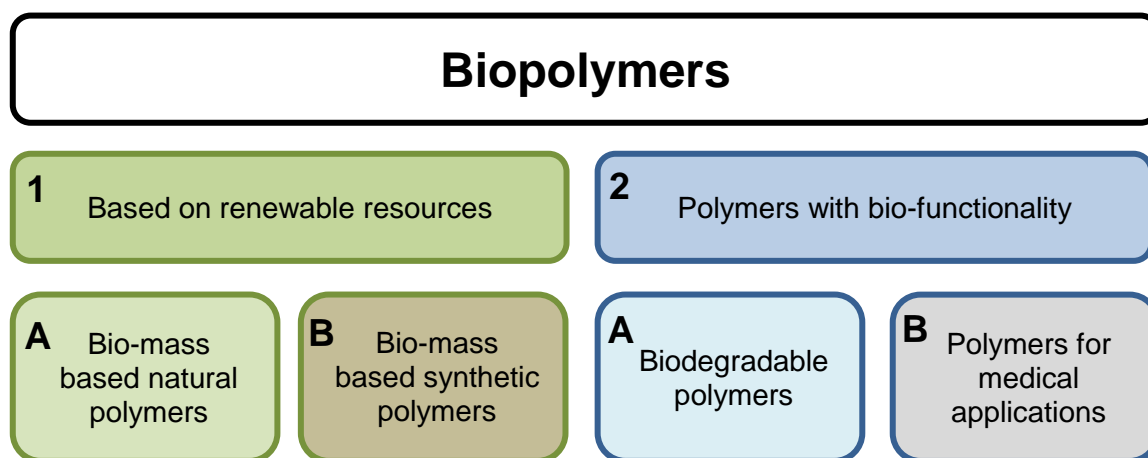 Biopolymers
1
Based on renewable resources
2
Polymers with bio-functionality
A
Bio-mass
based natural
polymers
B
Bio-mass
based synthetic
polymers
A
Biodegradable
polymers
B
Polymers for
medical
applications